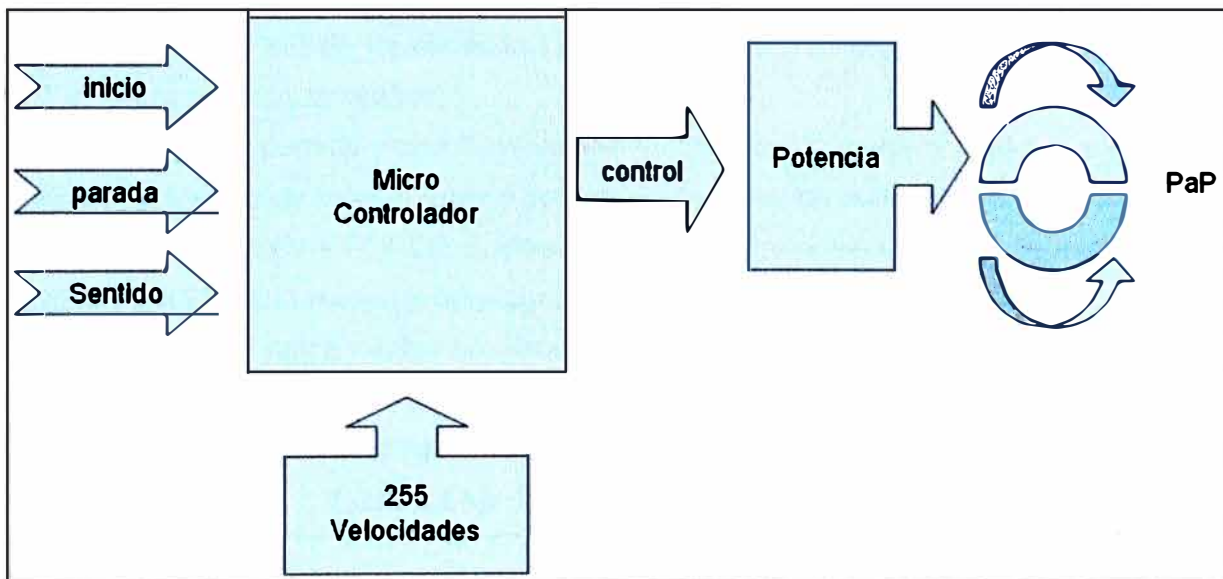 inicio
parada
Sentido
Micro
Controlador
control
Potencia
PaP
255
Velocidades